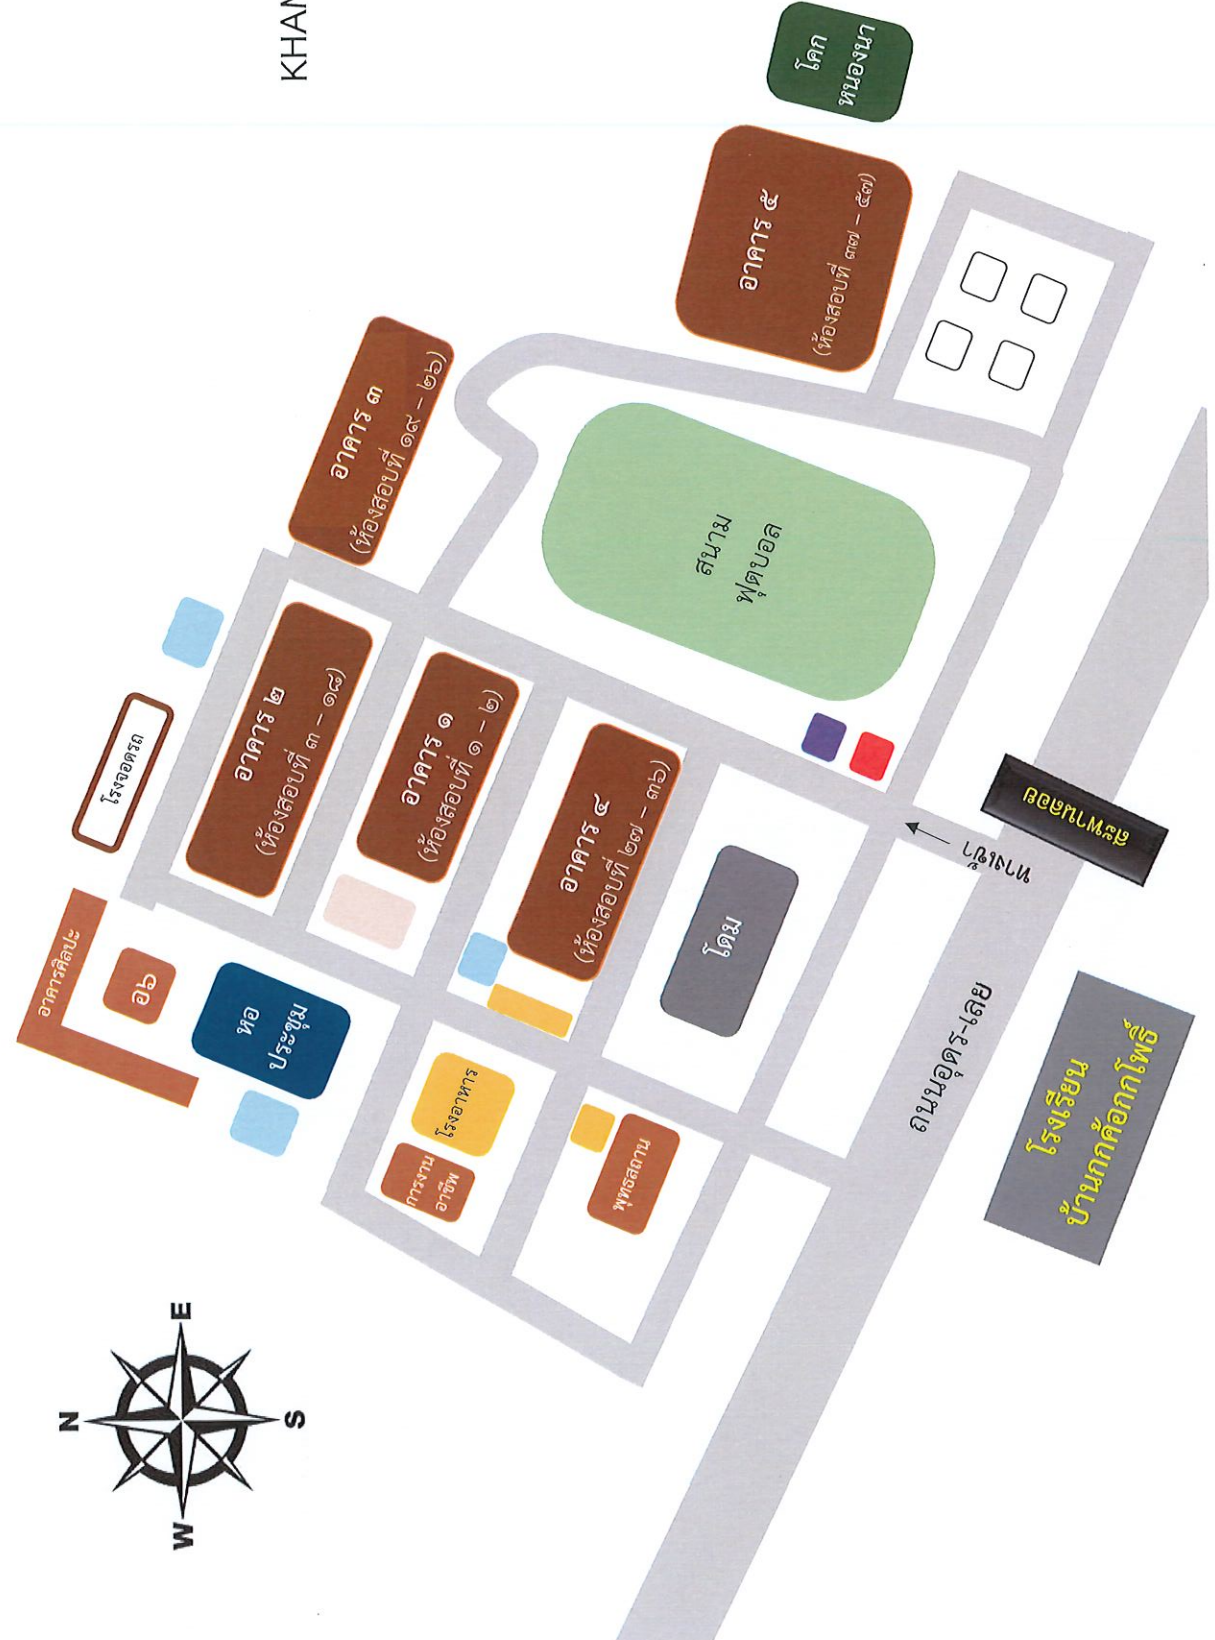 KHAN
โคก
หนองนา
อาคาร ๕
(ห้องสอบที่ ๓๗ – ๕๗)
อาคาร ๓
(ห้องสอบที่ ๑๙ – ๒๖)
สนาม
ฟุตบอล
อาคาร ๒
(ห้องสอบที่ ๓ – ๑๘)
อาคาร ๑
(ห้องสอบที่ ๑ – ๒)
อาคาร ๔
(ห้องสอบที่ ๒๗ – ๓๖)
โรงจอดรถ
สะพานลอย
ทางเข้า
โดม
อาคารศิลปะ
อ๖
หอ
ประชุม
โรงอาหาร
การงาน
อาชีพ
พุทธสถาน
ถนนอุดร-เลย
โรงเรียน
บ้านกกค้อกกโพธิ์
N
E
S
W